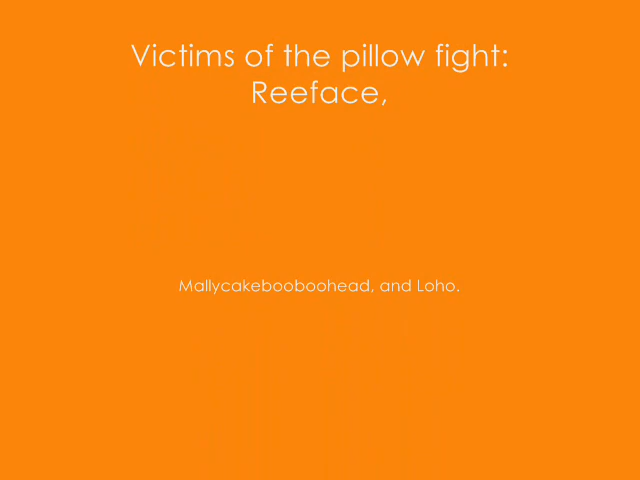 Victims of the pillow fight:
Reeface,
Mallycakebooboohead, and Loho.